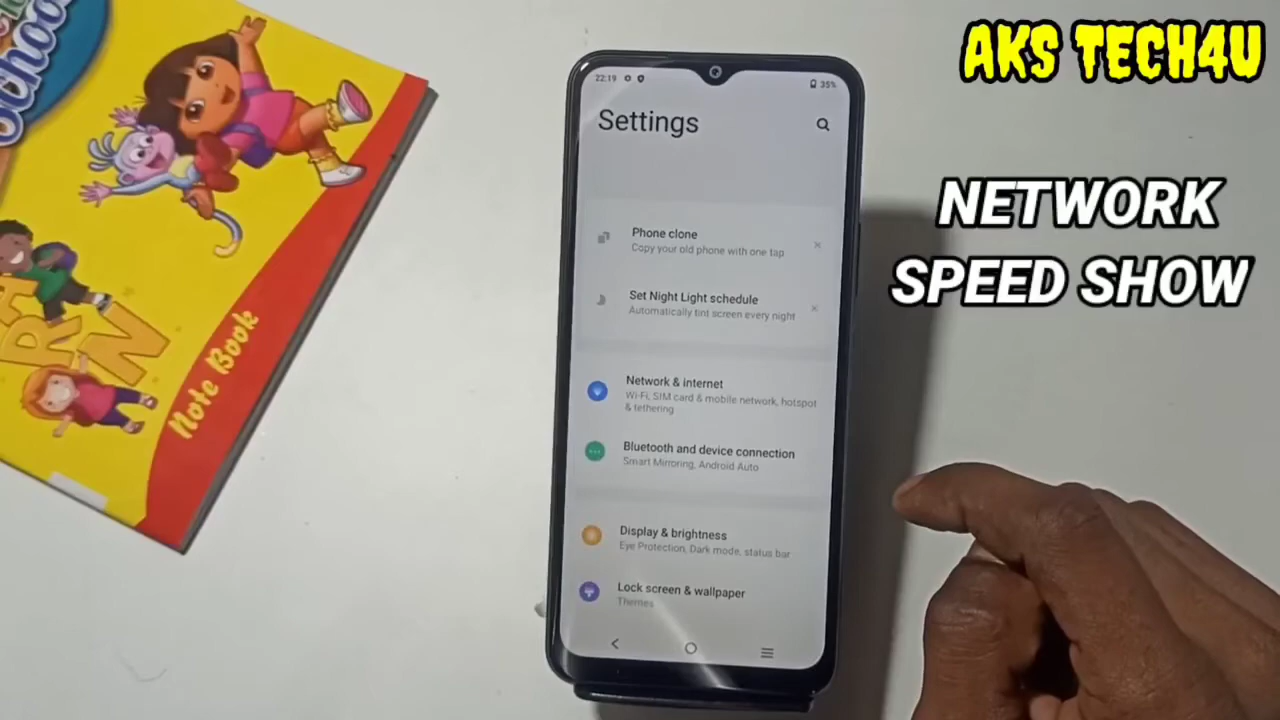 School
RAN
Note Book
22:19
35%
Settings
Phone clone
Copy your old phone with one tap
Set Night Light schedule
Automatically tint screen every night
Network & internet
Wi-Fi, SIM card & mobile network, hotspot
& tethering
Bluetooth and device connection
Smart Mirroring, Android Auto
Display & brightness
Eye Protection, Dark mode, status bar
Lock screen & wallpaper
Themes
AKS TECH4U
NETWORK
SPEED SHOW